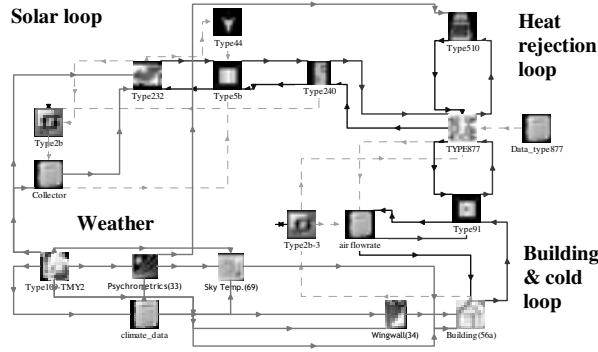 Solar loop
Type44
Type510
Heat
rejection
loop
Type232
Type5b
Type240
Type2b
TYPE877
Data_type877
Collector
Weather
Type2b-3
air flowrate
Type91
Building
& cold
loop
Type109-TMY2
Psychrometrics(33)
Sky Temp.(69)
climate_data
Wingwall(34)
Building(56a)